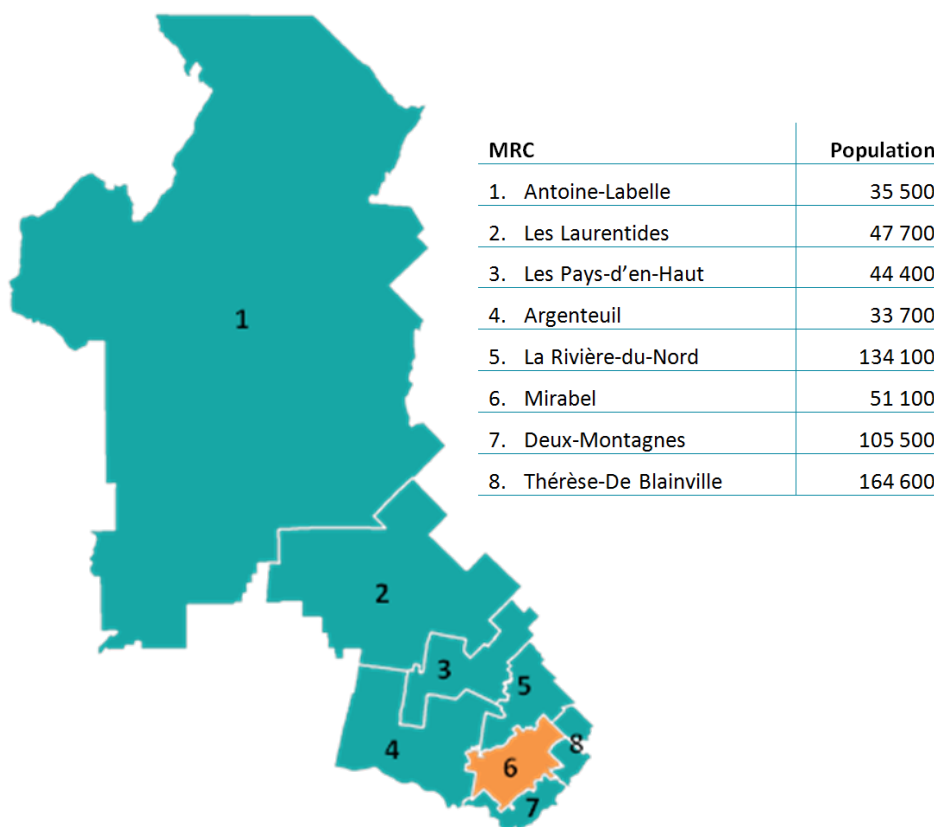 MRC Population
1. Antoine-Labelle 35 500
2. Les Laurentides 47 700
3. Les Pays-d'en-Haut 44 400
4. Argenteuil 33 700
5. La Rivière-du-Nord 134 100
6. Mirabel 51 100
7. Deux-Montagnes 105 500
8. Thérèse-De Blainville 164 600
1
2
3
5
4
8
6
7